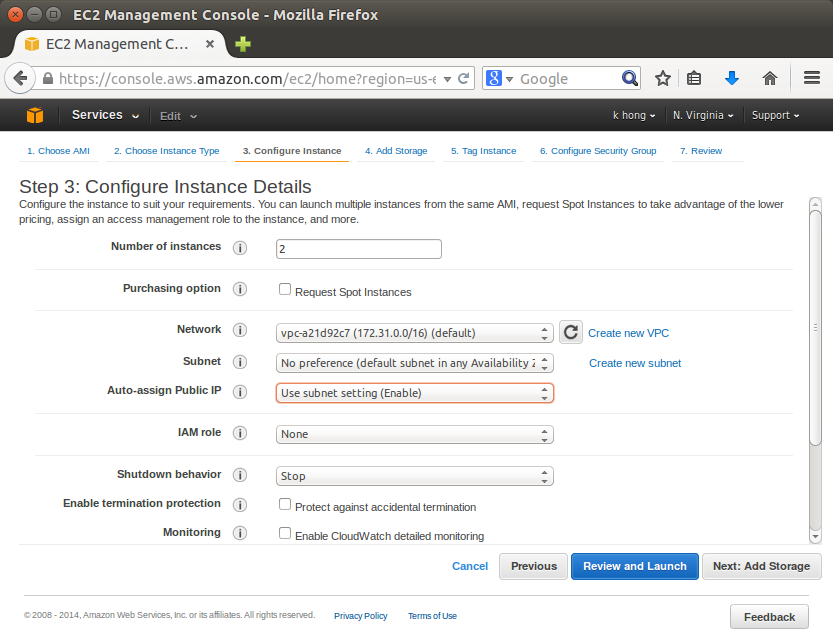 EC2 Management Console - Mozilla Firefox
EC2 Management C...
https://console.aws.amazon.com/ec2/home?region=us-e
Google
Services Edit k hong N. Virginia Support
1. Choose AMI 2. Choose Instance Type 3. Configure Instance 4. Add Storage 5. Tag Instance 6. Configure Security Group 7. Review
Step 3: Configure Instance Details
Configure the instance to suit your requirements. You can launch multiple instances from the same AMI, request Spot Instances to take advantage of the lower
pricing, assign an access management role to the instance, and more.
Number of instances 2
Purchasing option Request Spot Instances
Network vpc-a21d92c7 (172.31.0.0/16) (default) Create new VPC
Subnet No preference (default subnet in any Availability Z Create new subnet
Auto-assign Public IP Use subnet setting (Enable)
IAM role None
Shutdown behavior Stop
Enable termination protection Protect against accidental termination
Monitoring Enable CloudWatch detailed monitoring
Cancel Previous Review and Launch Next: Add Storage
© 2008 - 2014, Amazon Web Services, Inc. or its affiliates. All rights reserved. Privacy Policy Terms of Use
Feedback